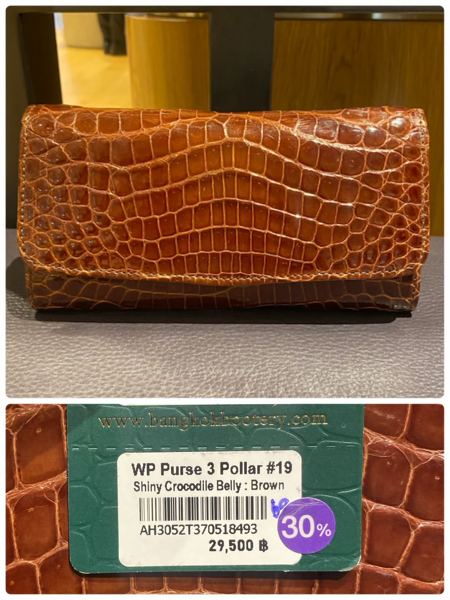 www.bangkokbootery.com
WP Purse 3 Pollar #19
Shiny Crocodile Belly : Brown
AH3052T370518493
29,500 ฿
30%